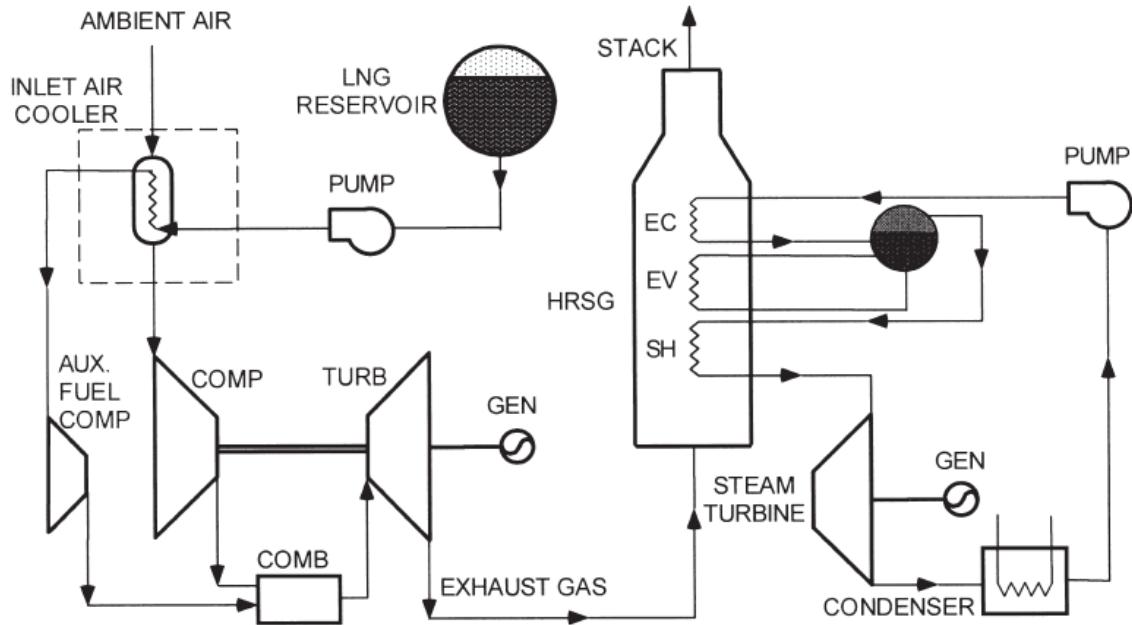 AMBIENT AIR
INLET AIR
COOLER
LNG
RESERVOIR
PUMP
STACK
PUMP
EC
EV
HRSG
SH
AUX.
FUEL
COMP
COMP
TURB
GEN
COMB
EXHAUST GAS
STEAM
TURBINE
GEN
CONDENSER